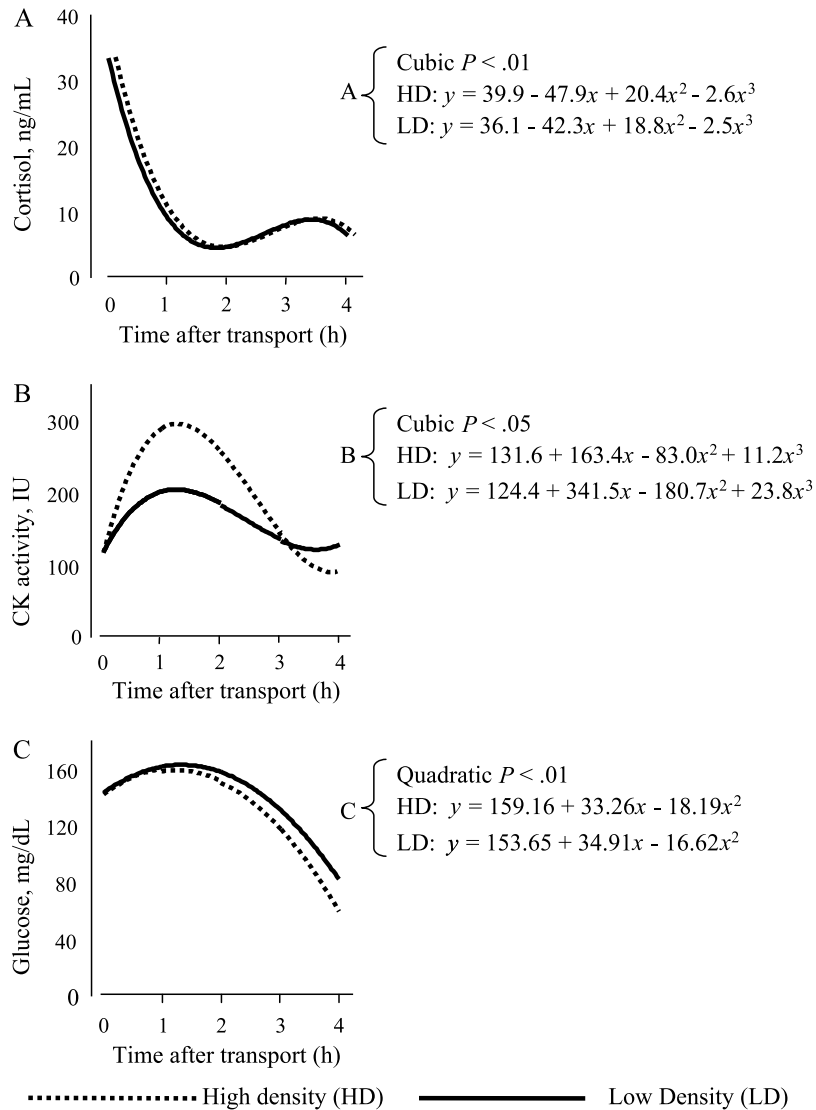 A
40
30
20
10
0
Cortisol, ng/mL
0 1 2 3 4
Time after transport (h)
A
Cubic P < .01
HD: y = 39.9 - 47.9x + 20.4x² - 2.6x³
LD: y = 36.1 - 42.3x + 18.8x² - 2.5x³
B
300
200
100
0
CK activity, IU
0 1 2 3 4
Time after transport (h)
B
Cubic P < .05
HD: y = 131.6 + 163.4x - 83.0x² + 11.2x³
LD: y = 124.4 + 341.5x - 180.7x² + 23.8x³
C
160
120
80
40
0
Glucose, mg/dL
0 1 2 3 4
Time after transport (h)
C
Quadratic P < .01
HD: y = 159.16 + 33.26x - 18.19x²
LD: y = 153.65 + 34.91x - 16.62x²
High density (HD) Low Density (LD)